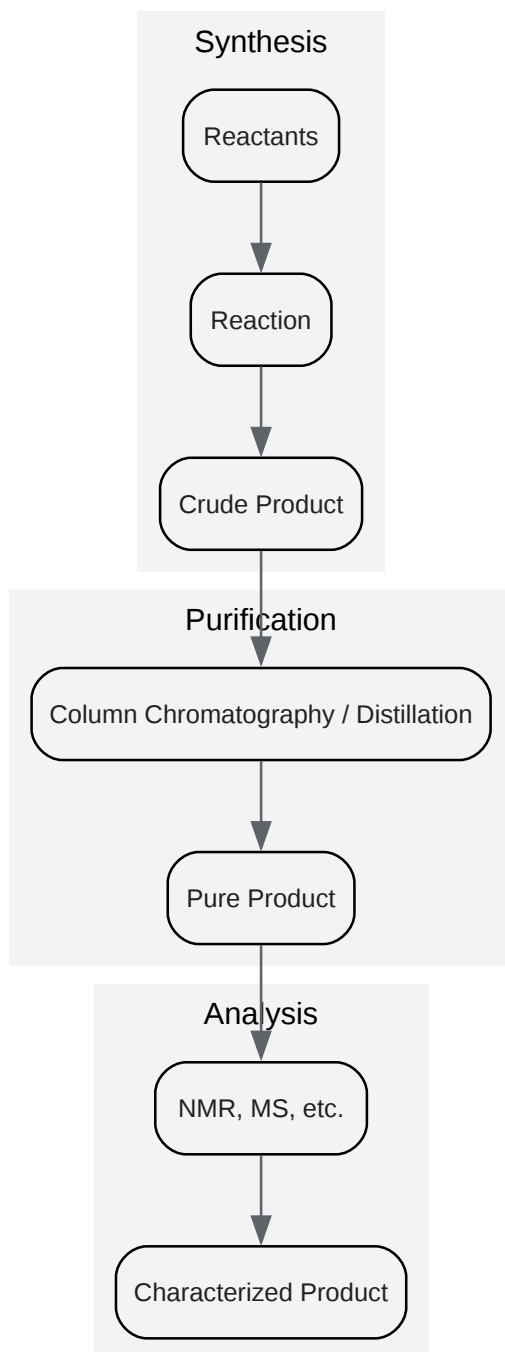 Synthesis
Reactants
Reaction
Crude Product
Purification
Column Chromatography / Distillation
Pure Product
Analysis
NMR, MS, etc.
Characterized Product